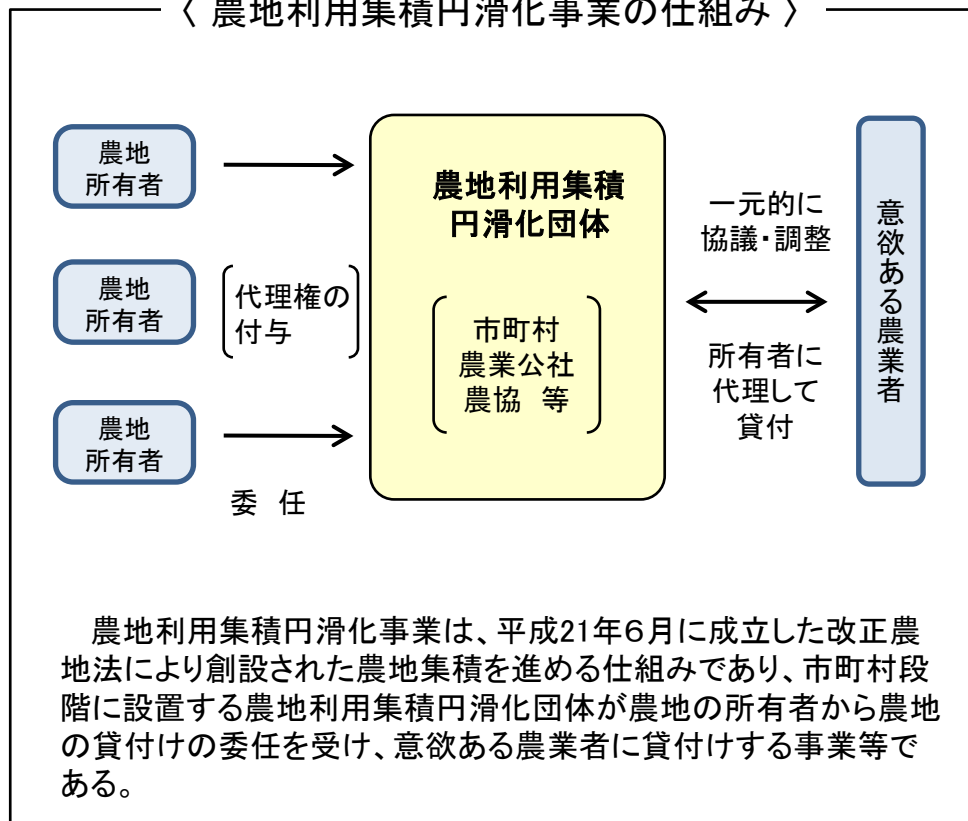 〈 農地利用集積円滑化事業の仕組み 〉
農地
所有者
農地
所有者
農地
所有者
代理権の
付与
委 任
農地利用集積
円滑化団体
市町村
農業公社
農協 等
一元的に
協議・調整
所有者に
代理して
貸付
意欲ある農業者
農地利用集積円滑化事業は、平成21年６月に成立した改正農
地法により創設された農地集積を進める仕組みであり、市町村段
階に設置する農地利用集積円滑化団体が農地の所有者から農地
の貸付けの委任を受け、意欲ある農業者に貸付けする事業等で
ある。